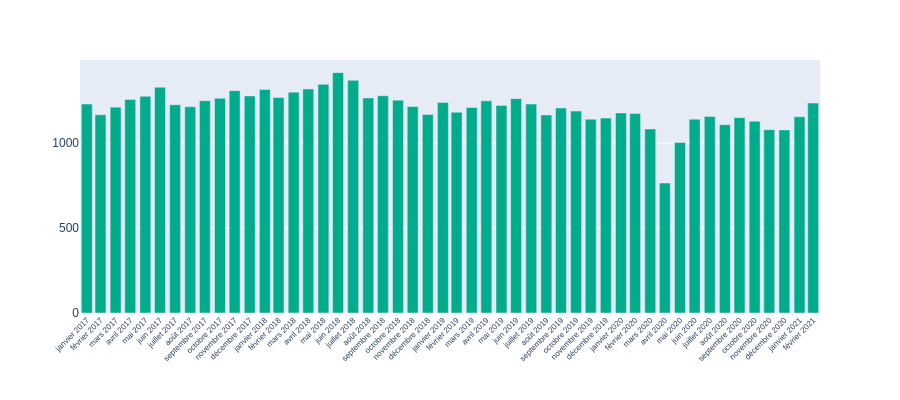 1000
500
0
janvier 2017
février 2017
mars 2017
avril 2017
mai 2017
juin 2017
juillet 2017
août 2017
septembre 2017
octobre 2017
novembre 2017
décembre 2017
janvier 2018
février 2018
mars 2018
avril 2018
mai 2018
juin 2018
juillet 2018
août 2018
septembre 2018
octobre 2018
novembre 2018
décembre 2018
janvier 2019
février 2019
mars 2019
avril 2019
mai 2019
juin 2019
juillet 2019
août 2019
septembre 2019
octobre 2019
novembre 2019
décembre 2019
janvier 2020
février 2020
mars 2020
avril 2020
mai 2020
juin 2020
juillet 2020
août 2020
septembre 2020
octobre 2020
novembre 2020
décembre 2020
janvier 2021
février 2021